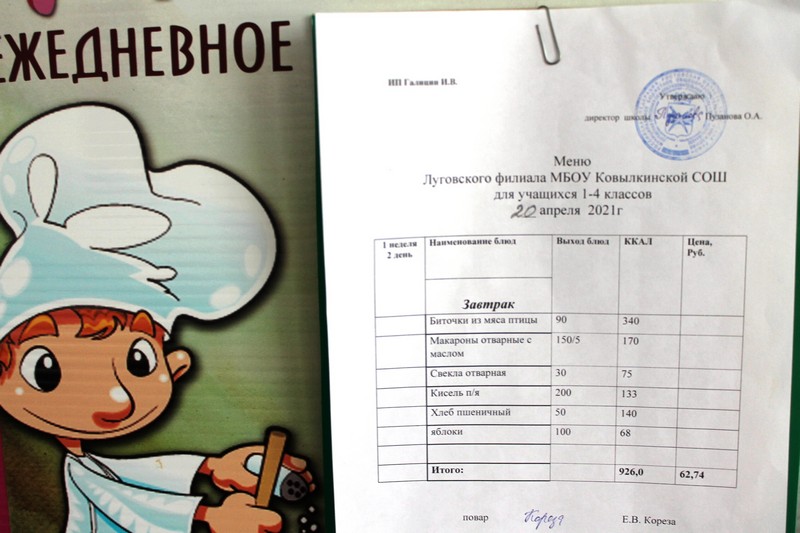 ЕЖЕДНЕВНОЕ
ИП Галицин И.В.
Утверждаю
директор школы Пузанова О.А.
Меню
Луговского филиала МБОУ Ковылкинской СОШ
для учащихся 1-4 классов
20 апреля 2021г
1 неделя 2 день Наименование блюд Выход блюд ККАЛ Цена, Руб.
Завтрак
Биточки из мяса птицы 90 340
Макароны отварные с маслом 150/5 170
Свекла отварная 30 75
Кисель п/я 200 133
Хлеб пшеничный 50 140
яблоки 100 68
Итого: 926,0 62,74
повар Кореза Е.В. Кореза